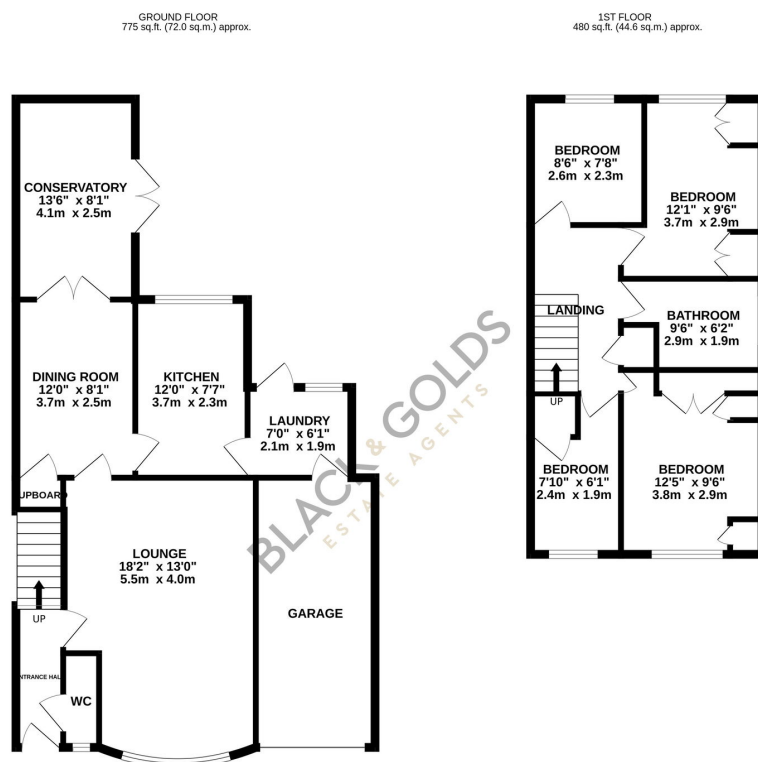 GROUND FLOOR
775 sq.ft. (72.0 sq.m.) approx.
CONSERVATORY
13'6" x 8'1"
4.1m x 2.5m
DINING ROOM
12'0" x 8'1"
3.7m x 2.5m
KITCHEN
12'0" x 7'7"
3.7m x 2.3m
LAUNDRY
7'0" x 6'1"
2.1m x 1.9m
UPBOARD
LOUNGE
18'2" x 13'0"
5.5m x 4.0m
GARAGE
UP
NTRANCE HAL
WC
1ST FLOOR
480 sq.ft. (44.6 sq.m.) approx.
BEDROOM
8'6" x 7'8"
2.6m x 2.3m
BEDROOM
12'1" x 9'6"
3.7m x 2.9m
LANDING
BATHROOM
9'6" x 6'2"
2.9m x 1.9m
UP
BEDROOM
7'10" x 6'1"
2.4m x 1.9m
BEDROOM
12'5" x 9'6"
3.8m x 2.9m
BLACK & GOLDS
ESTATE AGENTS